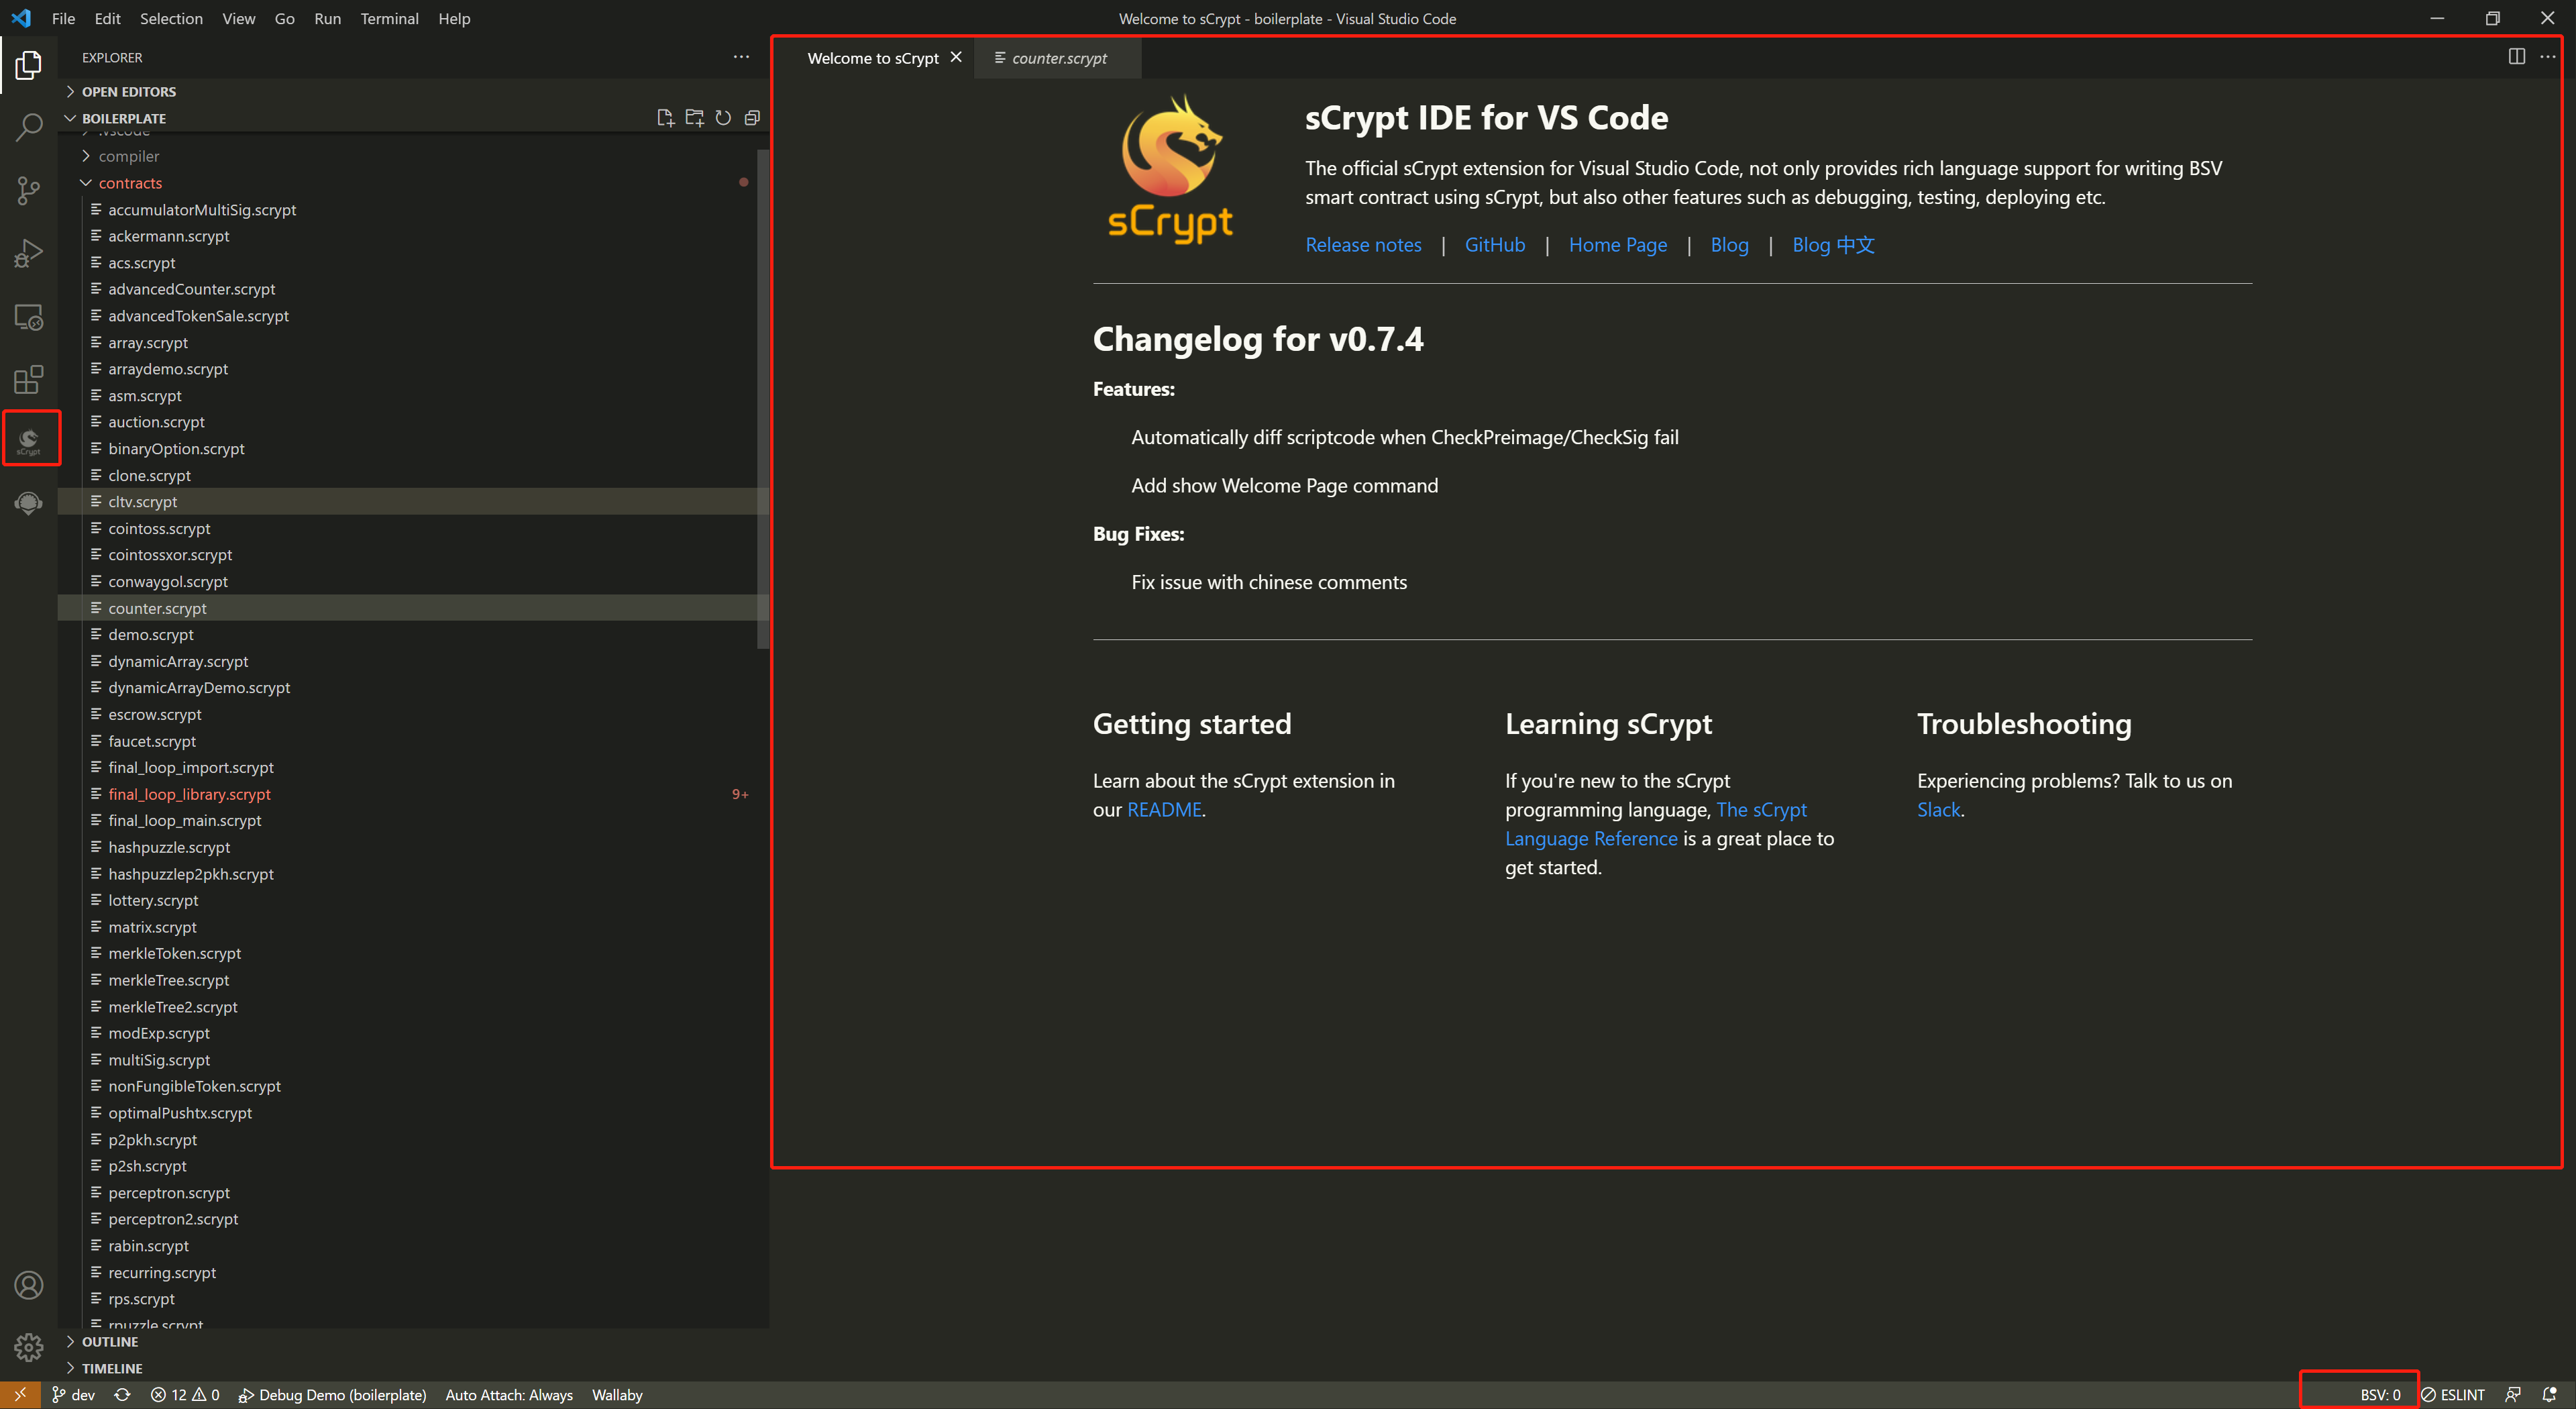 File Edit Selection View Go Run Terminal Help
Welcome to sCrypt - boilerplate - Visual Studio Code
EXPLORER
OPEN EDITORS
BOILERPLATE
.vscode
compiler
contracts
accumulatorMultiSig.scrypt
ackermann.scrypt
acs.scrypt
advancedCounter.scrypt
advancedTokenSale.scrypt
array.scrypt
arraydemo.scrypt
asm.scrypt
auction.scrypt
binaryOption.scrypt
clone.scrypt
cltv.scrypt
cointoss.scrypt
cointossxor.scrypt
conwaygol.scrypt
counter.scrypt
demo.scrypt
dynamicArray.scrypt
dynamicArrayDemo.scrypt
escrow.scrypt
faucet.scrypt
final_loop_import.scrypt
final_loop_library.scrypt 9+
final_loop_main.scrypt
hashpuzzle.scrypt
hashpuzzlep2pkh.scrypt
lottery.scrypt
matrix.scrypt
merkleToken.scrypt
merkleTree.scrypt
merkleTree2.scrypt
modExp.scrypt
multiSig.scrypt
nonFungibleToken.scrypt
optimalPushtx.scrypt
p2pkh.scrypt
p2sh.scrypt
perceptron.scrypt
perceptron2.scrypt
rabin.scrypt
recurring.scrypt
rps.scrypt
rpuzzle.scrypt
OUTLINE
TIMELINE
sCrypt
Welcome to sCrypt
counter.scrypt
sCrypt
sCrypt IDE for VS Code
The official sCrypt extension for Visual Studio Code, not only provides rich language support for writing BSV
smart contract using sCrypt, but also other features such as debugging, testing, deploying etc.
Release notes | GitHub | Home Page | Blog | Blog 中文
Changelog for v0.7.4
Features:
Automatically diff scriptcode when CheckPreimage/CheckSig fail
Add show Welcome Page command
Bug Fixes:
Fix issue with chinese comments
Getting started
Learn about the sCrypt extension in
our README.
Learning sCrypt
If you're new to the sCrypt
programming language, The sCrypt
Language Reference is a great place to
get started.
Troubleshooting
Experiencing problems? Talk to us on
Slack.
dev 12 0 Debug Demo (boilerplate) Auto Attach: Always Wallaby
BSV: 0 ESLINT